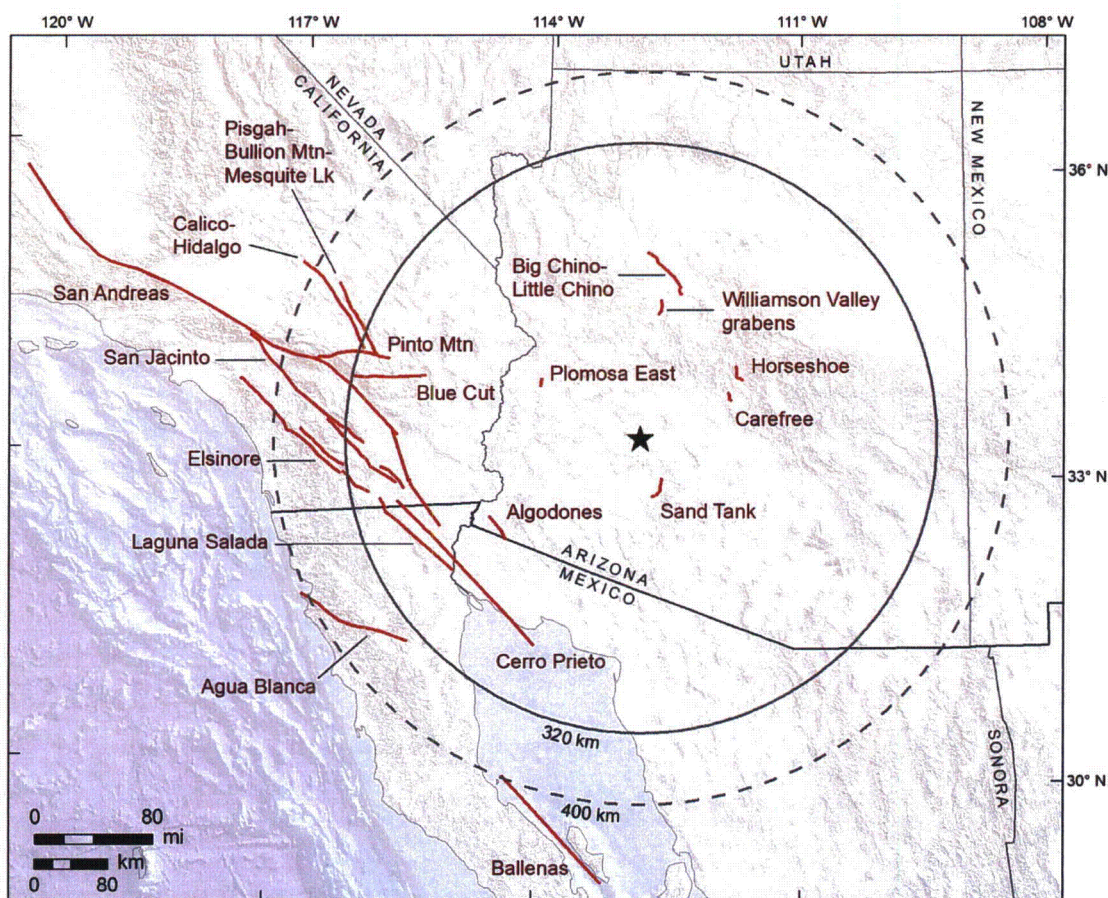 120° W
117° W
114° W
111° W
108° W
UTAH
NEVADA
CALIFORNIA
NEW MEXICO
Pisgah-
Bullion Mtn-
Mesquite Lk
36° N
Calico-
Hidalgo
Big Chino-
Little Chino
San Andreas
Williamson Valley
grabens
San Jacinto
Pinto Mtn
Plomosa East
Horseshoe
Blue Cut
Carefree
Elsinore
33° N
Algodones
Sand Tank
Laguna Salada
ARIZONA
MEXICO
Cerro Prieto
Agua Blanca
320 km
SONORA
30° N
400 km
0 80
mi
km
0 80
Ballenas